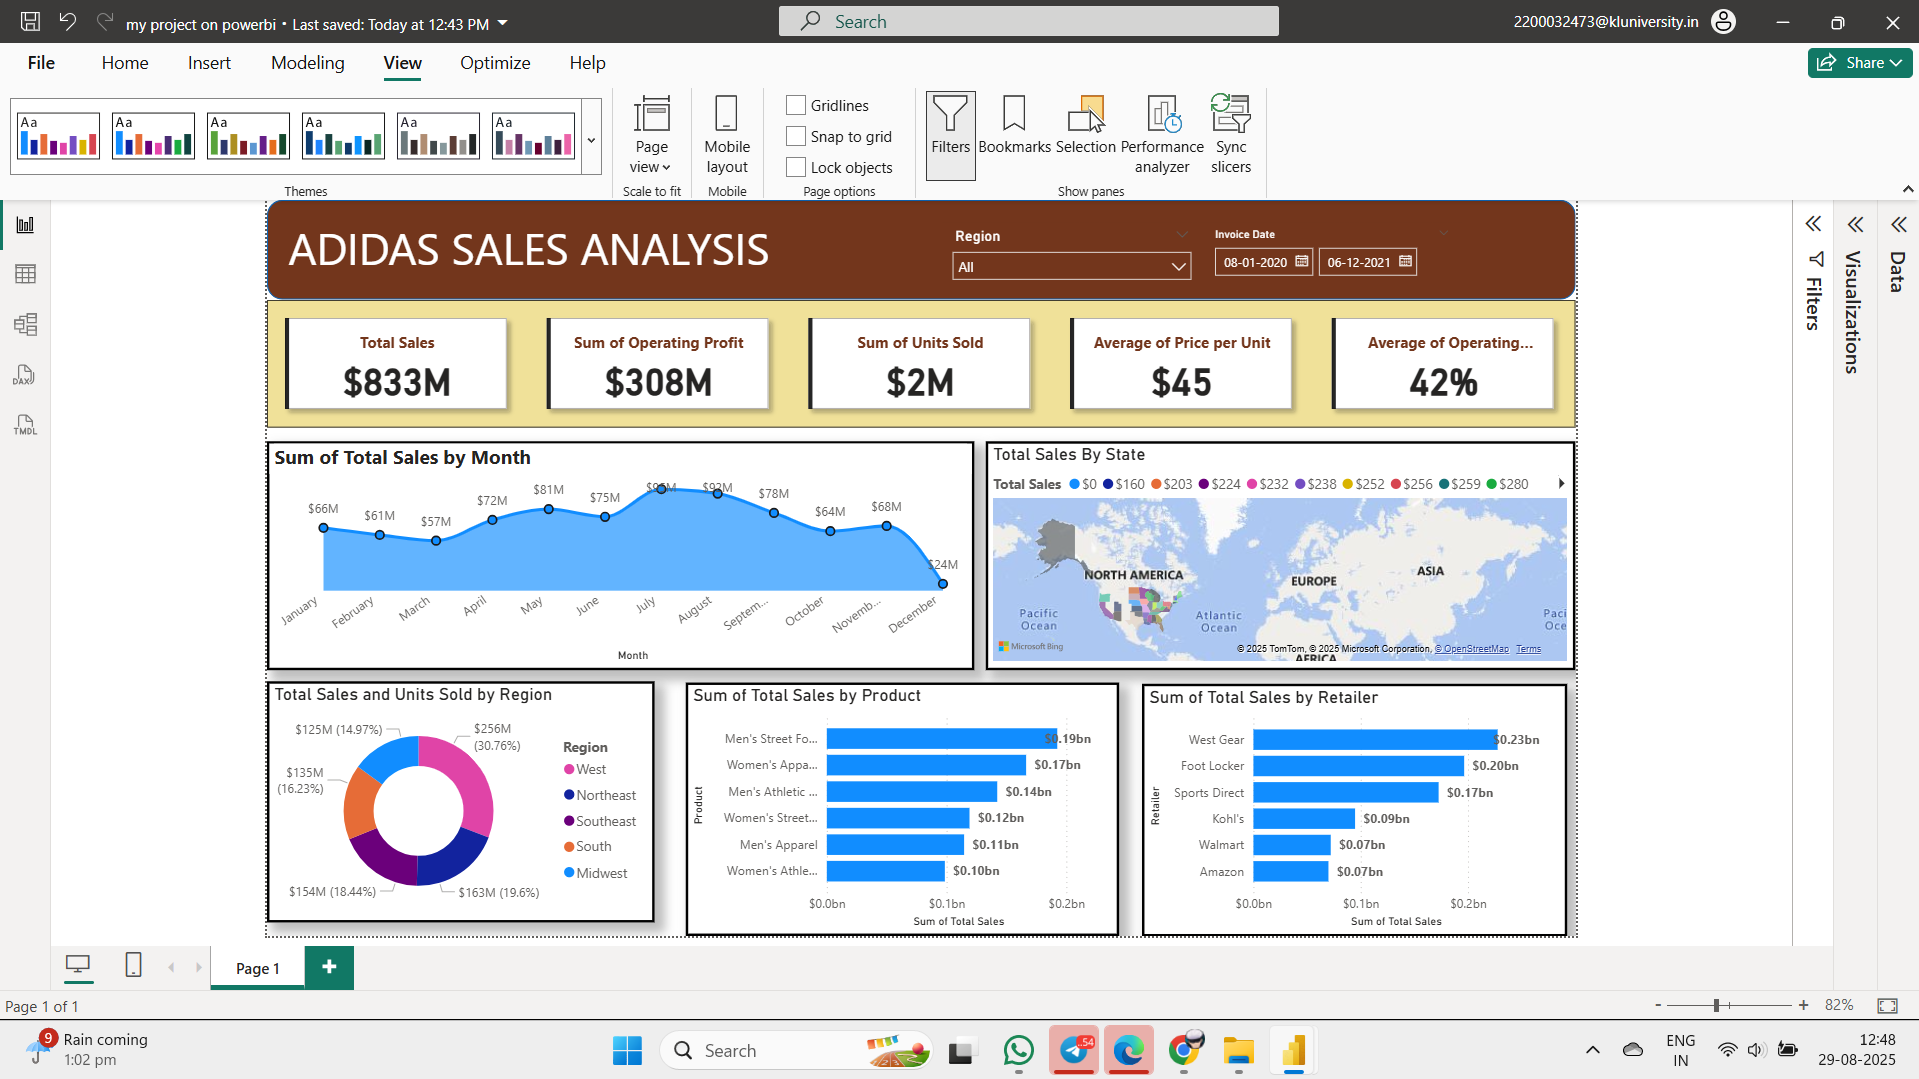 my project on powerbi • Last saved: Today at 12:43 PM
Search
2200032473@kluniversity.in
File Home Insert Modeling View Optimize Help
Share
Aa Aa Aa Aa Aa Aa
Themes
Page view
Scale to fit
Mobile layout
Mobile
Gridlines
Snap to grid
Lock objects
Page options
Filters
Bookmarks
Selection
Performance analyzer
Sync slicers
Show panes
DAX
TMDL
ADIDAS SALES ANALYSIS
Region
All
Invoice Date
08-01-2020
06-12-2021
Filters
Visualizations
Data
Total Sales
$833M
Sum of Operating Profit
$308M
Sum of Units Sold
$2M
Average of Price per Unit
$45
Average of Operating...
42%
Sum of Total Sales by Month
$66M
$61M
$57M
$72M
$81M
$75M
$95M
$92M
$78M
$64M
$68M
$24M
January
February
March
April
May
June
July
August
Septem...
October
Novemb...
December
Month
Total Sales By State
Total Sales $0 $160 $203 $224 $232 $238 $252 $256 $259 $280
NORTH AMERICA
EUROPE
ASIA
Pacific Ocean
Atlantic Ocean
Paci
Oce
AFRICA
Microsoft Bing
© 2025 TomTom, © 2025 Microsoft Corporation, © OpenStreetMap Terms
Total Sales and Units Sold by Region
$125M (14.97%)
$256M (30.76%)
$135M (16.23%)
$154M (18.44%)
$163M (19.6%)
Region
West
Northeast
Southeast
South
Midwest
Sum of Total Sales by Product
Product
Men's Street Fo... $0.19bn
Women's Appa... $0.17bn
Men's Athletic ... $0.14bn
Women's Street... $0.12bn
Men's Apparel $0.11bn
Women's Athle... $0.10bn
$0.0bn $0.1bn $0.2bn
Sum of Total Sales
Sum of Total Sales by Retailer
Retailer
West Gear $0.23bn
Foot Locker $0.20bn
Sports Direct $0.17bn
Kohl's $0.09bn
Walmart $0.07bn
Amazon $0.07bn
$0.0bn $0.1bn $0.2bn
Sum of Total Sales
Page 1
+
Page 1 of 1
- + 82%
9
Rain coming
1:02 pm
Search
..54
ENG
IN
12:48
29-08-2025